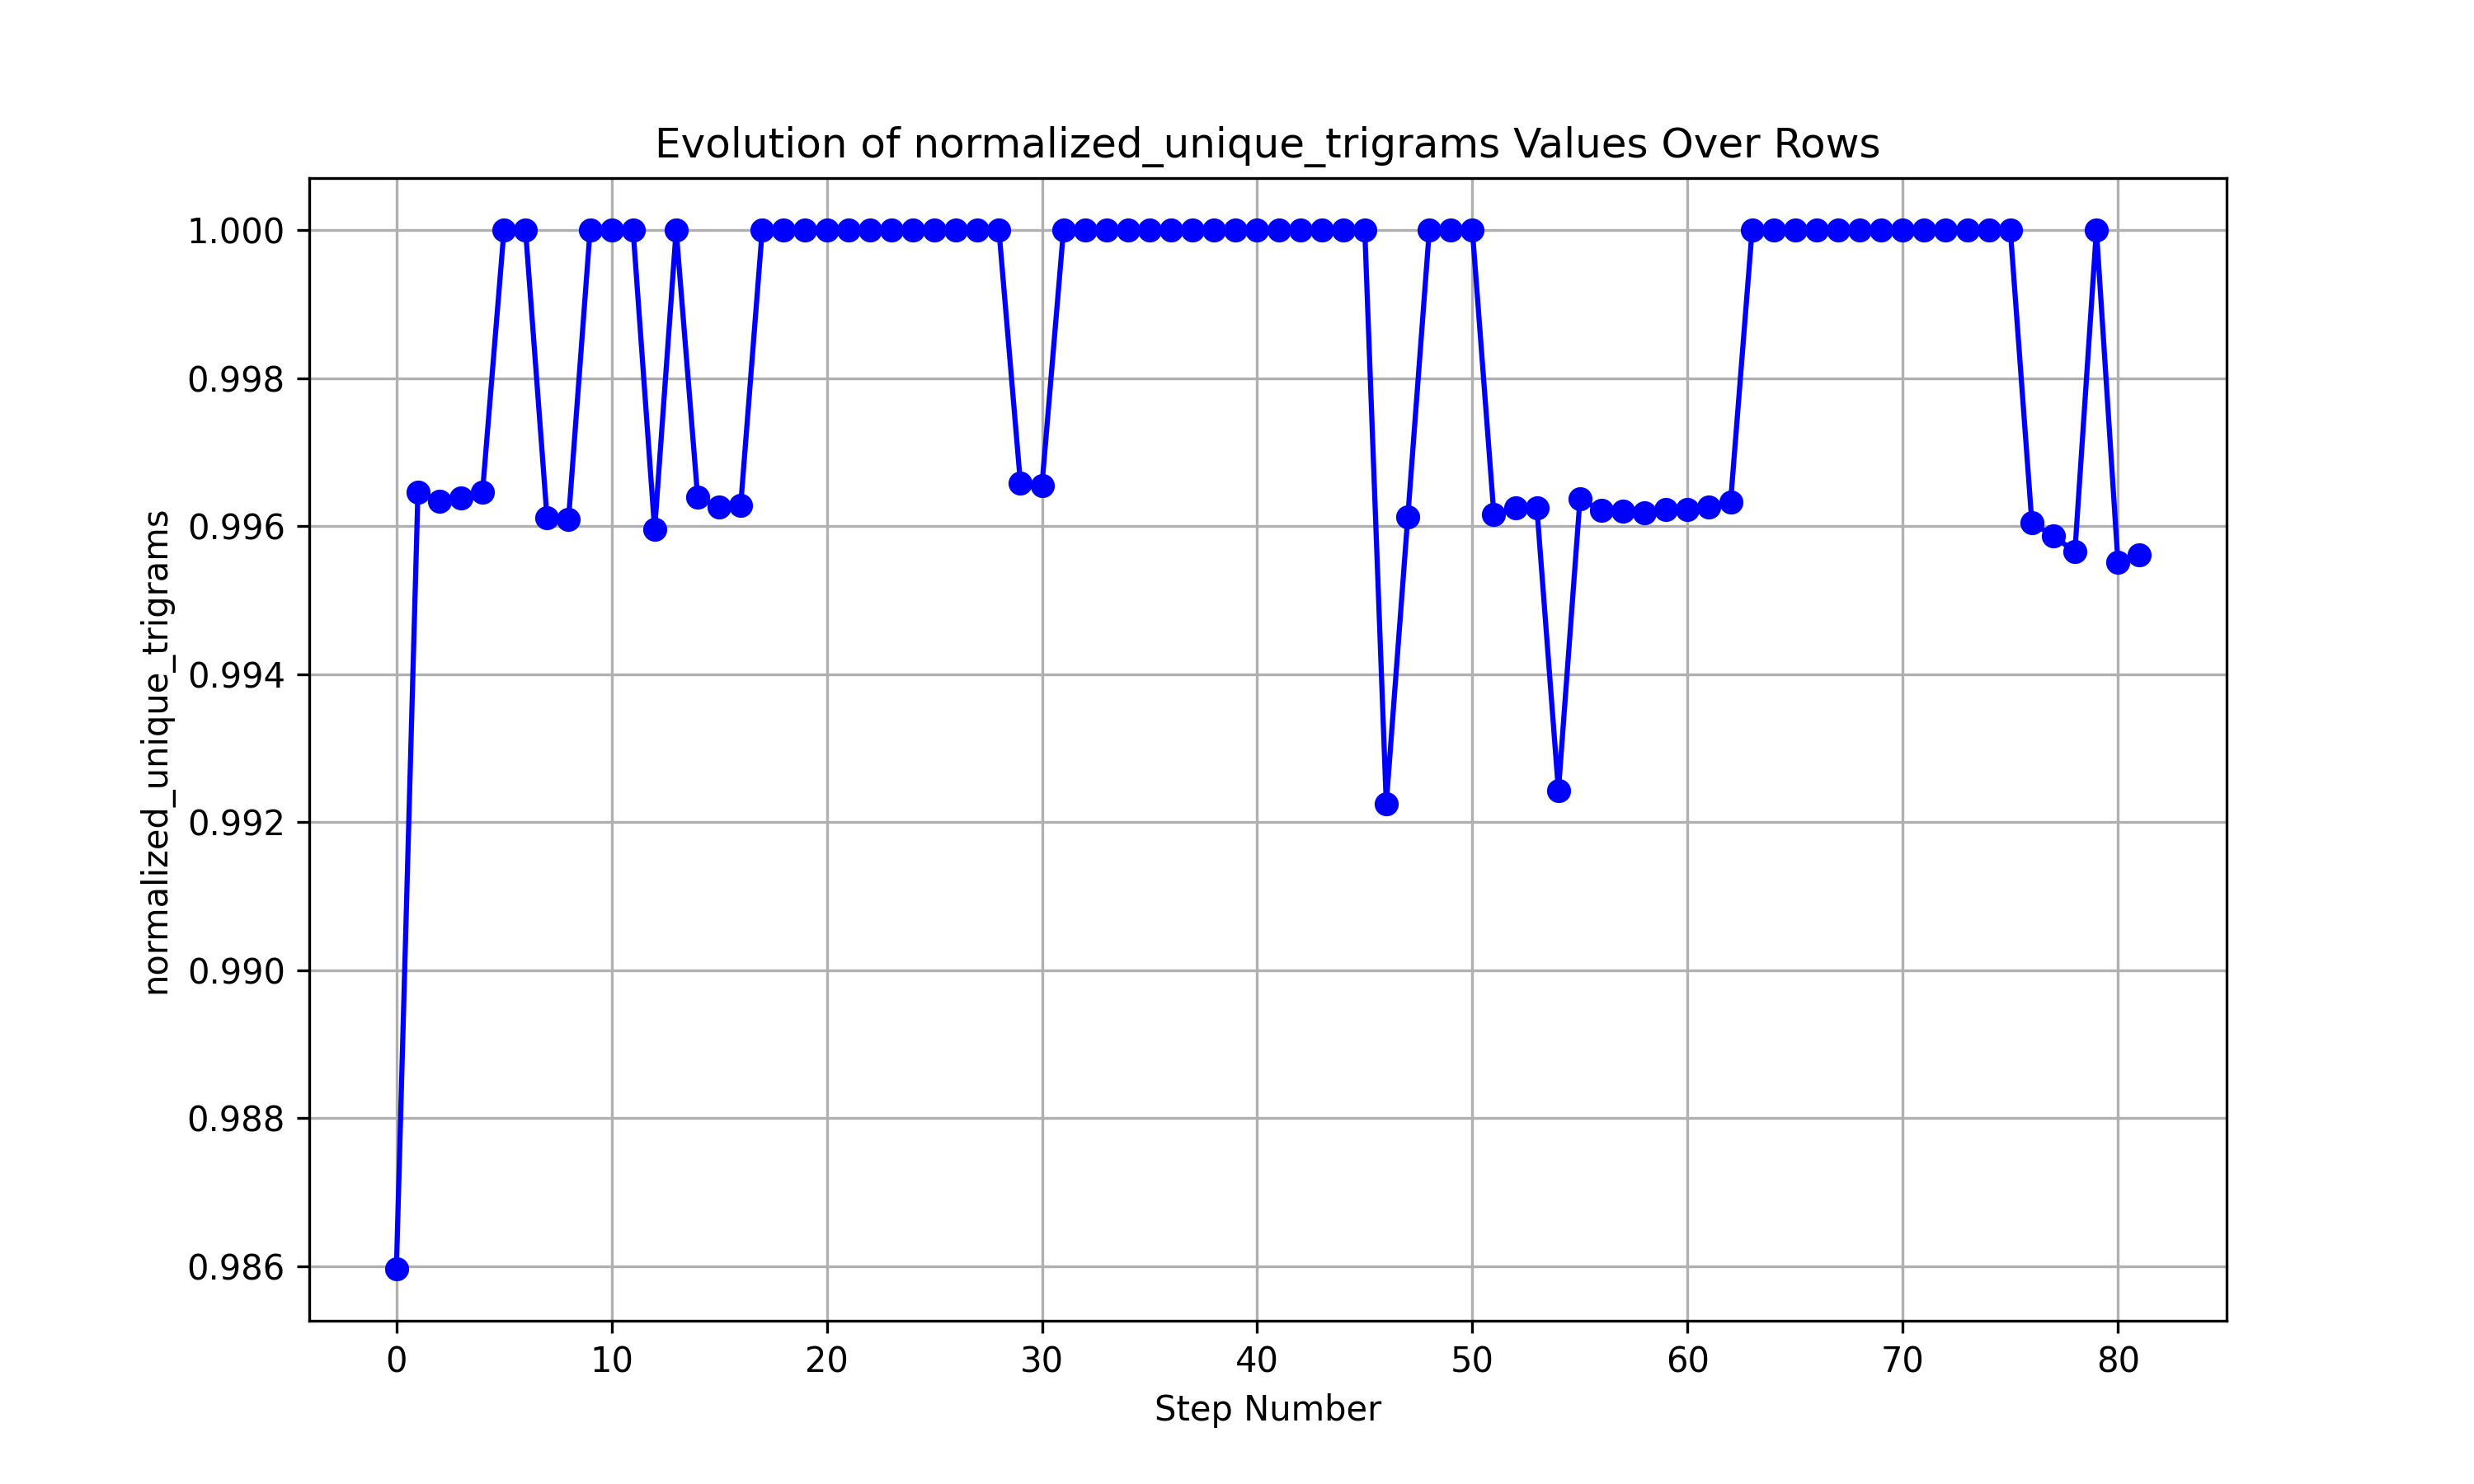 Evolution of normalized_unique_trigrams Values Over Rows
normalized_unique_trigrams
1.000
0.998
0.996
0.994
0.992
0.990
0.988
0.986
0 10 20 30 40 50 60 70 80
Step Number